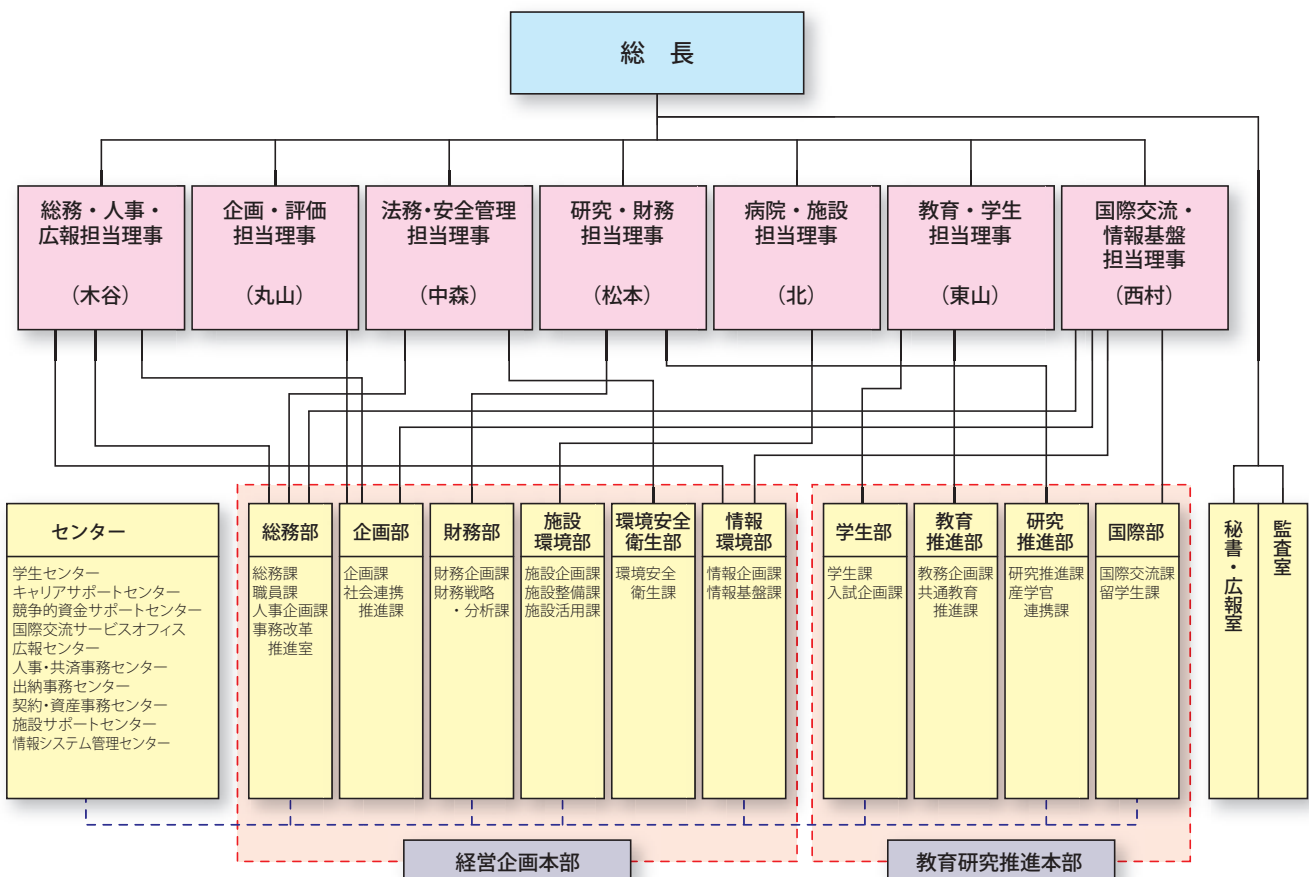 総　長
総務・人事・
広報担当理事
（木谷）
企画・評価
担当理事
（丸山）
法務・安全管理
担当理事
（中森）
研究・財務
担当理事
（松本）
病院・施設
担当理事
（北）
教育・学生
担当理事
（東山）
国際交流・
情報基盤
担当理事
（西村）
センター
学生センター
キャリアサポートセンター
競争的資金サポートセンター
国際交流サービスオフィス
広報センター
人事・共済事務センター
出納事務センター
契約・資産事務センター
施設サポートセンター
情報システム管理センター
総務部
総務課
職員課
人事企画課
事務改革
推進室
企画部
企画課
社会連携
推進課
財務部
財務企画課
財務戦略
・分析課
施設
環境部
施設企画課
施設整備課
施設活用課
環境安全
衛生部
環境安全
衛生課
情報
環境部
情報企画課
情報基盤課
学生部
学生課
入試企画課
教育
推進部
教務企画課
共通教育
推進課
研究
推進部
研究推進課
産学官
連携課
国際部
国際交流課
留学生課
秘書・広報室
監査室
経営企画本部
教育研究推進本部